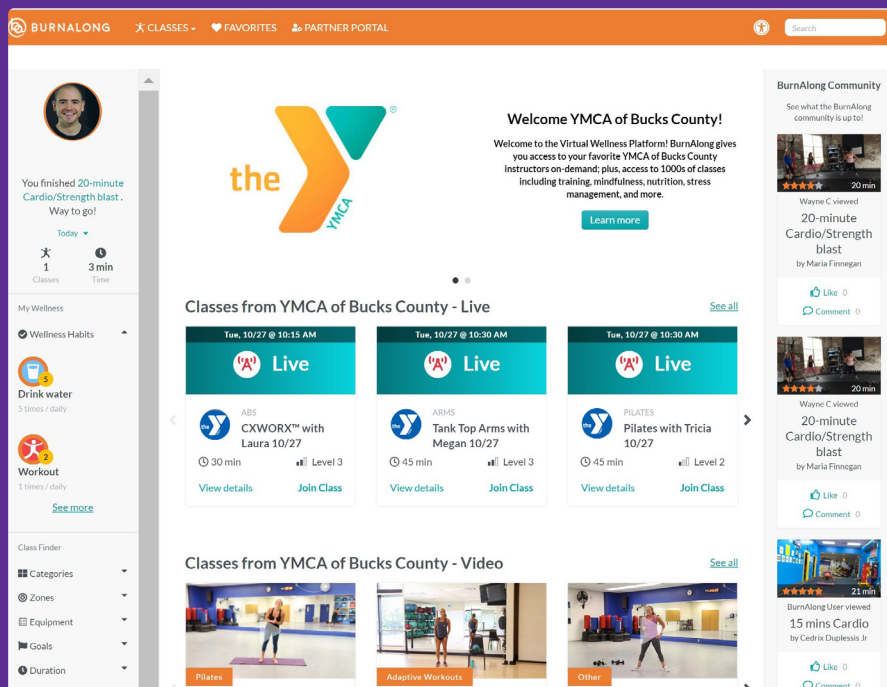 BURNALONG
CLASSES
FAVORITES
PARTNER PORTAL
Search
You finished 20-minute
Cardio/Strength blast .
Way to go!
Today
1
Classes
3 min
Time
My Wellness
Wellness Habits
5
Drink water
5 times / daily
2
Workout
1 times / daily
See more
Class Finder
Categories
Zones
Equipment
Goals
Duration
the
YMCA
®
Welcome YMCA of Bucks County!
Welcome to the Virtual Wellness Platform! BurnAlong gives
you access to your favorite YMCA of Bucks County
instructors on-demand; plus, access to 1000s of classes
including training, mindfulness, nutrition, stress
management, and more.
Learn more
Classes from YMCA of Bucks County - Live
See all
Tue, 10/27 @ 10:15 AM
Live
the
ABS
CXWORX™ with
Laura 10/27
30 min
Level 3
View details
Join Class
Tue, 10/27 @ 10:30 AM
Live
the
ARMS
Tank Top Arms with
Megan 10/27
45 min
Level 3
View details
Join Class
Tue, 10/27 @ 10:30 AM
Live
the
PILATES
Pilates with Tricia
10/27
45 min
Level 2
View details
Join Class
Classes from YMCA of Bucks County - Video
See all
Pilates
Adaptive Workouts
Other
BurnAlong Community
See what the BurnAlong
community is up to!
20 min
Wayne C viewed
20-minute
Cardio/Strength
blast
by Maria Finnegan
Like 0
Comment 0
20 min
Wayne C viewed
20-minute
Cardio/Strength
blast
by Maria Finnegan
Like 0
Comment 0
21 min
BurnAlong User viewed
15 mins Cardio
by Cedrix Duplessis Jr
Like 0
Comment 0